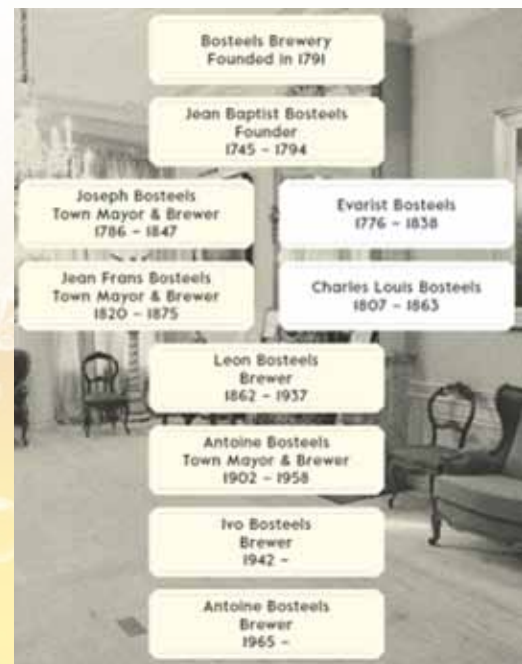 Bosteels Brewery
Founded in 1791
Jean Baptist Bosteels
Founder
1745 – 1794
Joseph Bosteels
Town Mayor & Brewer
1786 – 1847
Evarist Bosteels
1776 – 1838
Jean Frans Bosteels
Town Mayor & Brewer
1820 – 1875
Charles Louis Bosteels
1807 – 1863
Leon Bosteels
Brewer
1862 – 1937
Antoine Bosteels
Town Mayor & Brewer
1902 – 1958
Ivo Bosteels
Brewer
1942 –
Antoine Bosteels
Brewer
1965 -